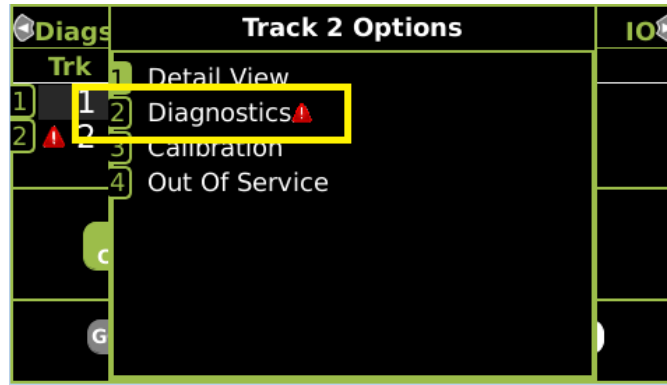 Diags
Track 2 Options
IO
Trk
1 Detail View
1 1
2 Diagnostics
2 2
3 Calibration
4 Out Of Service
C
G